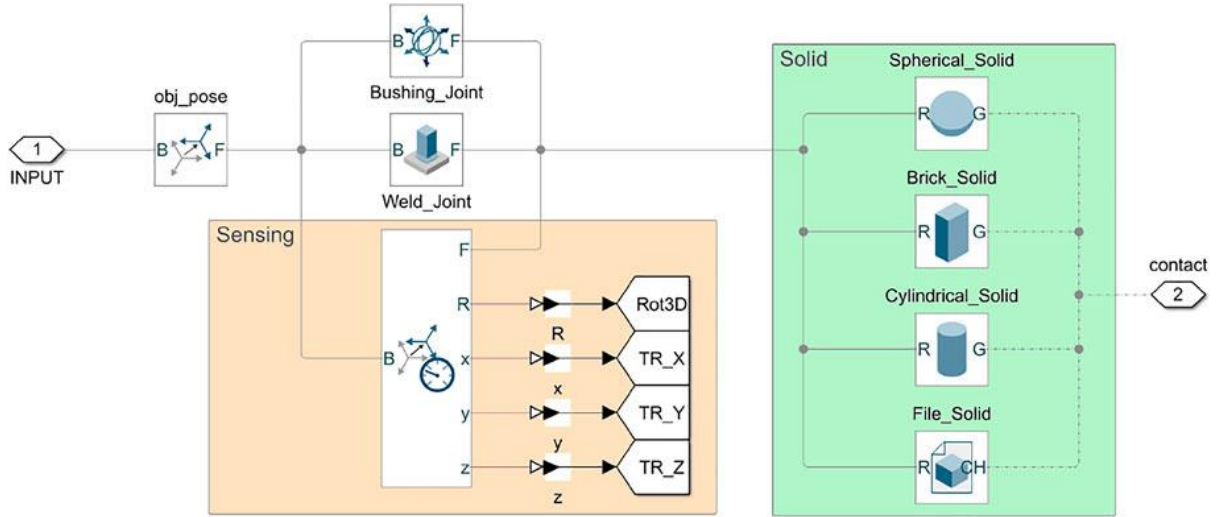 B F
Bushing_Joint
Solid
Spherical_Solid
R G
obj_pose
1
INPUT
B F
B F
Weld_Joint
Brick_Solid
R G
Sensing
F
B
R
R
Rot3D
x
x
TR_X
y
y
TR_Y
z
z
TR_Z
contact
2
Cylindrical_Solid
R G
File_Solid
R CH